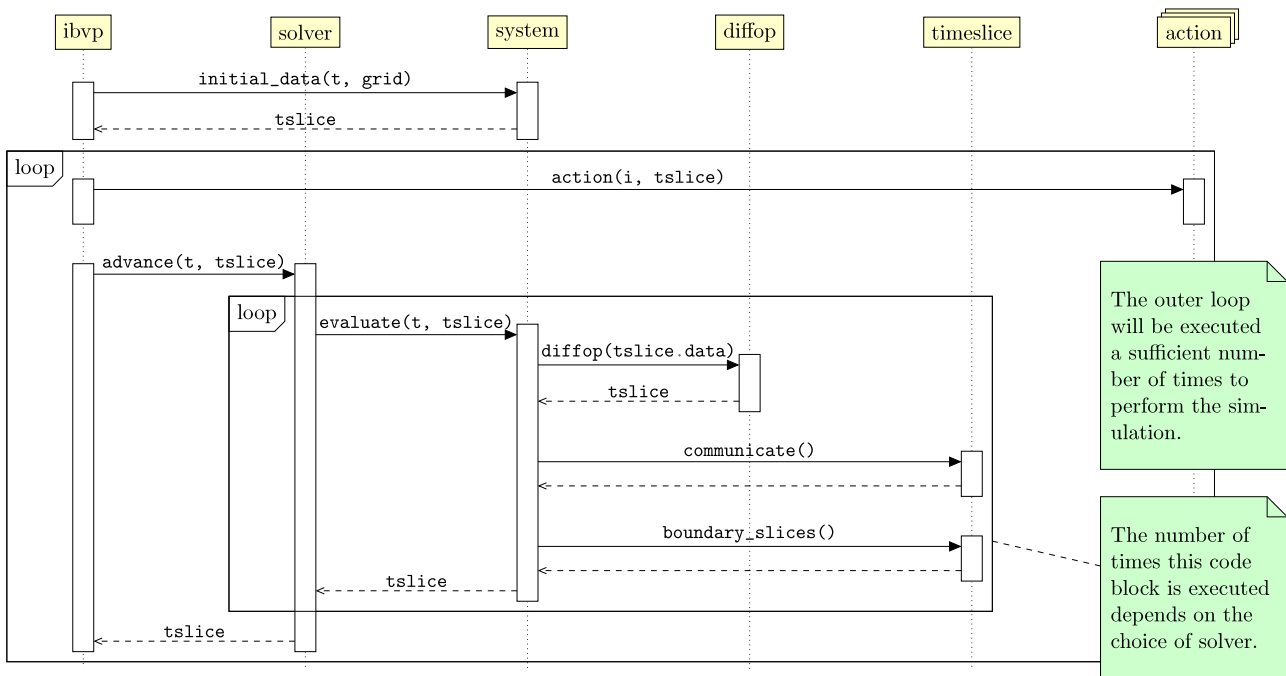 ibvp
solver
system
diffop
timeslice
action
initial_data(t, grid)
tslice
loop
action(i, tslice)
advance(t, tslice)
loop
evaluate(t, tslice)
diffop(tslice.data)
tslice
communicate()
boundary_slices()
tslice
tslice
The outer loop
will be executed
a sufficient num-
ber of times to
perform the sim-
ulation.
The number of
times this code
block is executed
depends on the
choice of solver.